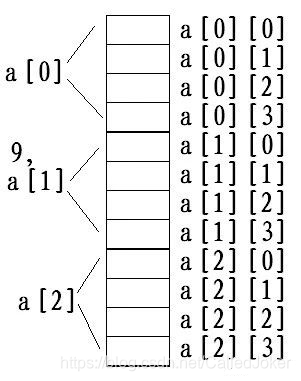 a[0][0]
a[0][1]
a[0]
a[0][2]
a[0][3]
9,
a[1][0]
a[1]
a[1][1]
a[1][2]
a[1][3]
a[2][0]
a[2]
a[2][1]
a[2][2]
a[2][3]
https://blog.csdn.net/CalledJoker